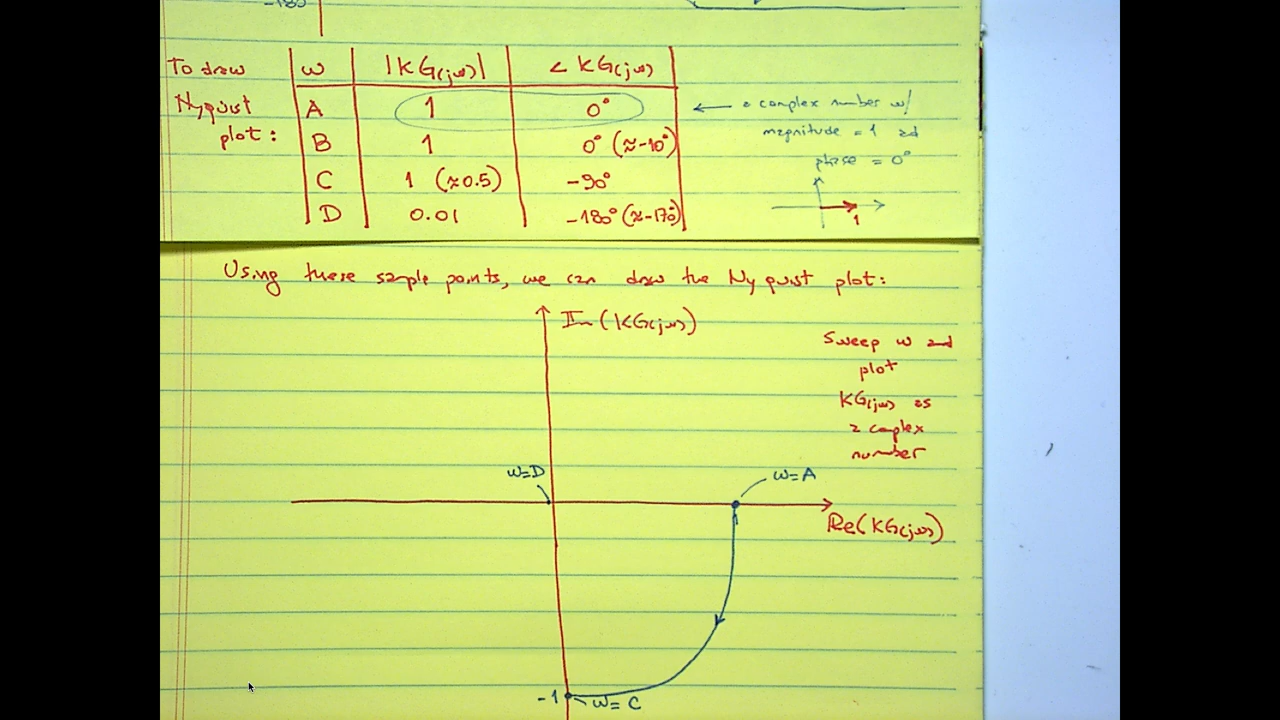 -180
To draw
Nyquist
plot:
ω |KG(jω)| ∠KG(jω)
A 1 0°
B 1 0° (≈-10°)
C 1 (≈0.5) -90°
D 0.01 -180° (≈-170°)
← a complex number w/
magnitude = 1 and
phase = 0°
1
Using these sample points, we can draw the Nyquist plot:
Im(KG(jω))
Sweep ω and
plot
KG(jω) as
a complex
number
ω=D
ω=A
Re(KG(jω))
-1
ω=C